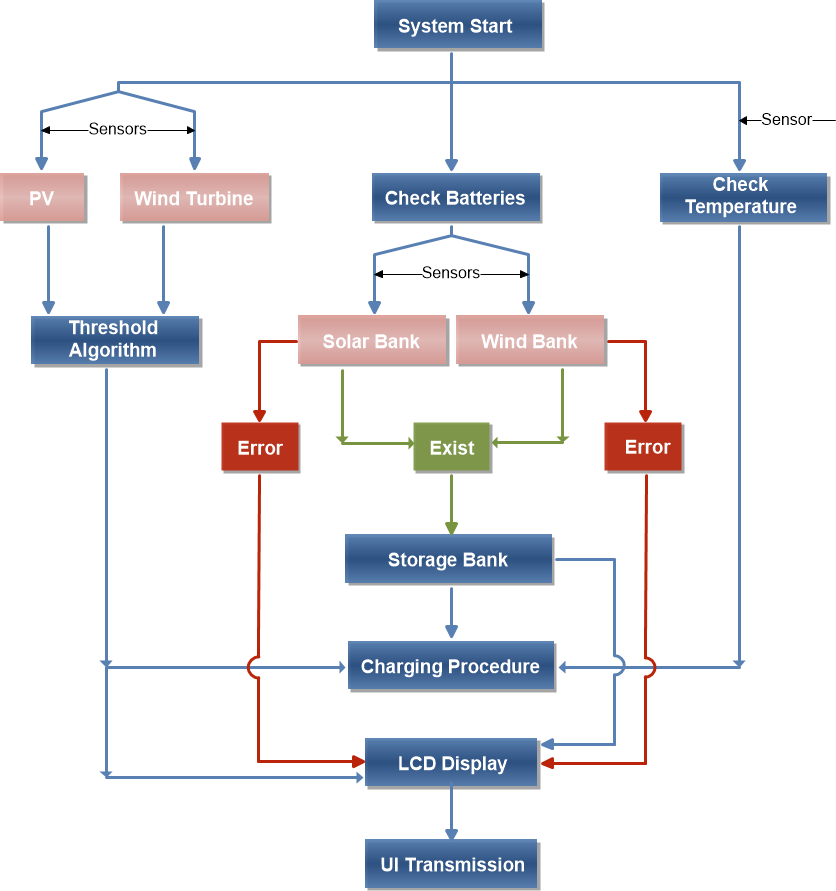 System Start
Sensors
Sensor
PV
Wind Turbine
Check Batteries
Check
Temperature
Sensors
Threshold
Algorithm
Solar Bank
Wind Bank
Error
Exist
Error
Storage Bank
Charging Procedure
LCD Display
UI Transmission